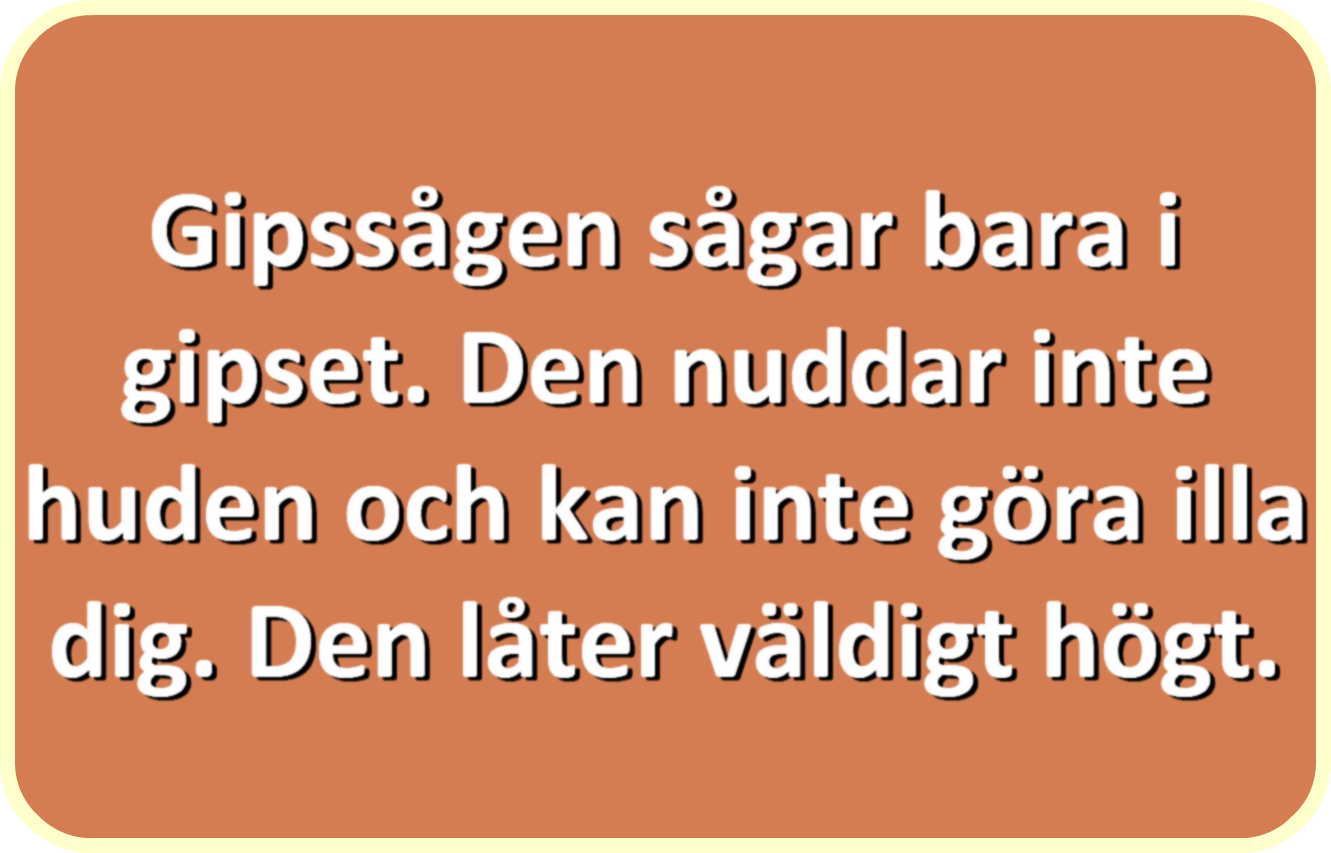 Gipssågen sågar bara i
gipset. Den nuddar inte
huden och kan inte göra illa
dig. Den låter väldigt högt.